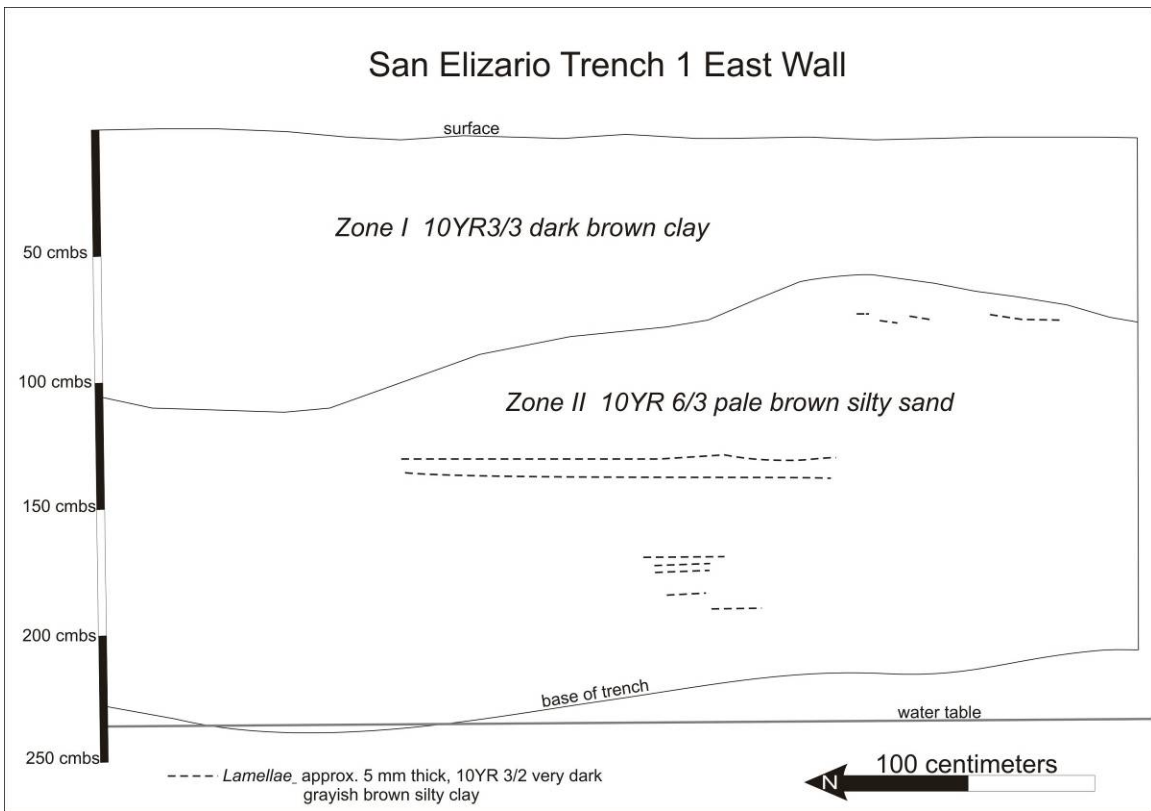 San Elizario Trench 1 East Wall
surface
Zone I 10YR3/3 dark brown clay
50 cmbs
100 cmbs
Zone II 10YR 6/3 pale brown silty sand
150 cmbs
200 cmbs
base of trench
water table
250 cmbs
100 centimeters
N
Lamellae_ approx. 5 mm thick, 10YR 3/2 very dark
grayish brown silty clay